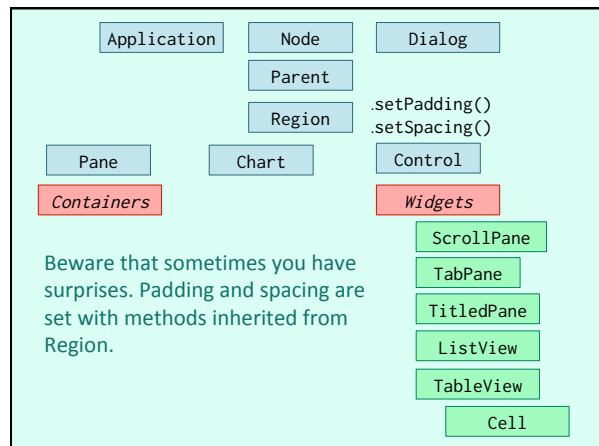 Application Node Dialog
Parent
Region .setPadding()
.setSpacing()
Pane Chart Control
Containers Widgets
ScrollPane
TabPane
TitledPane
ListView
TableView
Cell
Beware that sometimes you have
surprises. Padding and spacing are
set with methods inherited from
Region.